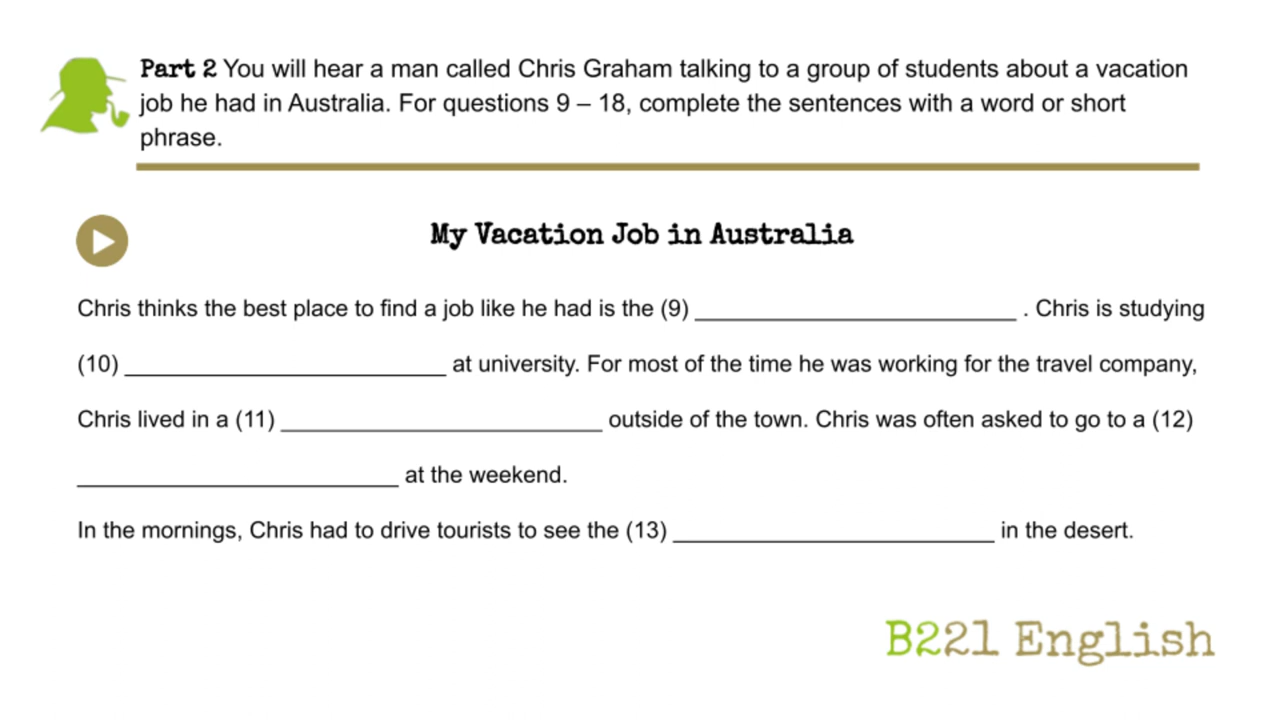 Part 2 You will hear a man called Chris Graham talking to a group of students about a vacation
job he had in Australia. For questions 9 – 18, complete the sentences with a word or short
phrase.
My Vacation Job in Australia
Chris thinks the best place to find a job like he had is the (9) __________________________ . Chris is studying
(10) __________________________ at university. For most of the time he was working for the travel company,
Chris lived in a (11) __________________________ outside of the town. Chris was often asked to go to a (12)
__________________________ at the weekend.
In the mornings, Chris had to drive tourists to see the (13) __________________________ in the desert.
B221 English